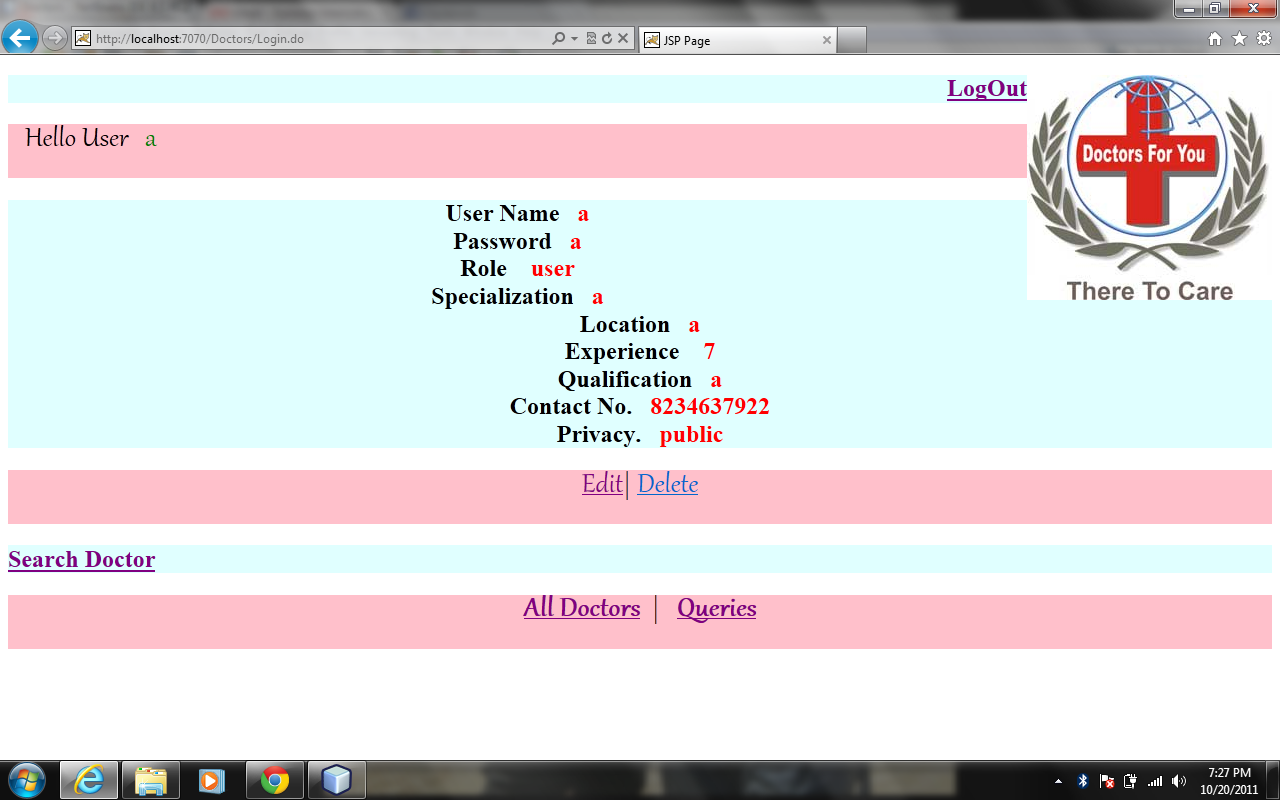 http://localhost:7070/Doctors/Login.do
JSP Page
LogOut
Hello User a
Doctors For You
There To Care
User Name a
Password a
Role user
Specialization a
Location a
Experience 7
Qualification a
Contact No. 8234637922
Privacy. public
Edit| Delete
Search Doctor
All Doctors | Queries
7:27 PM
10/20/2011